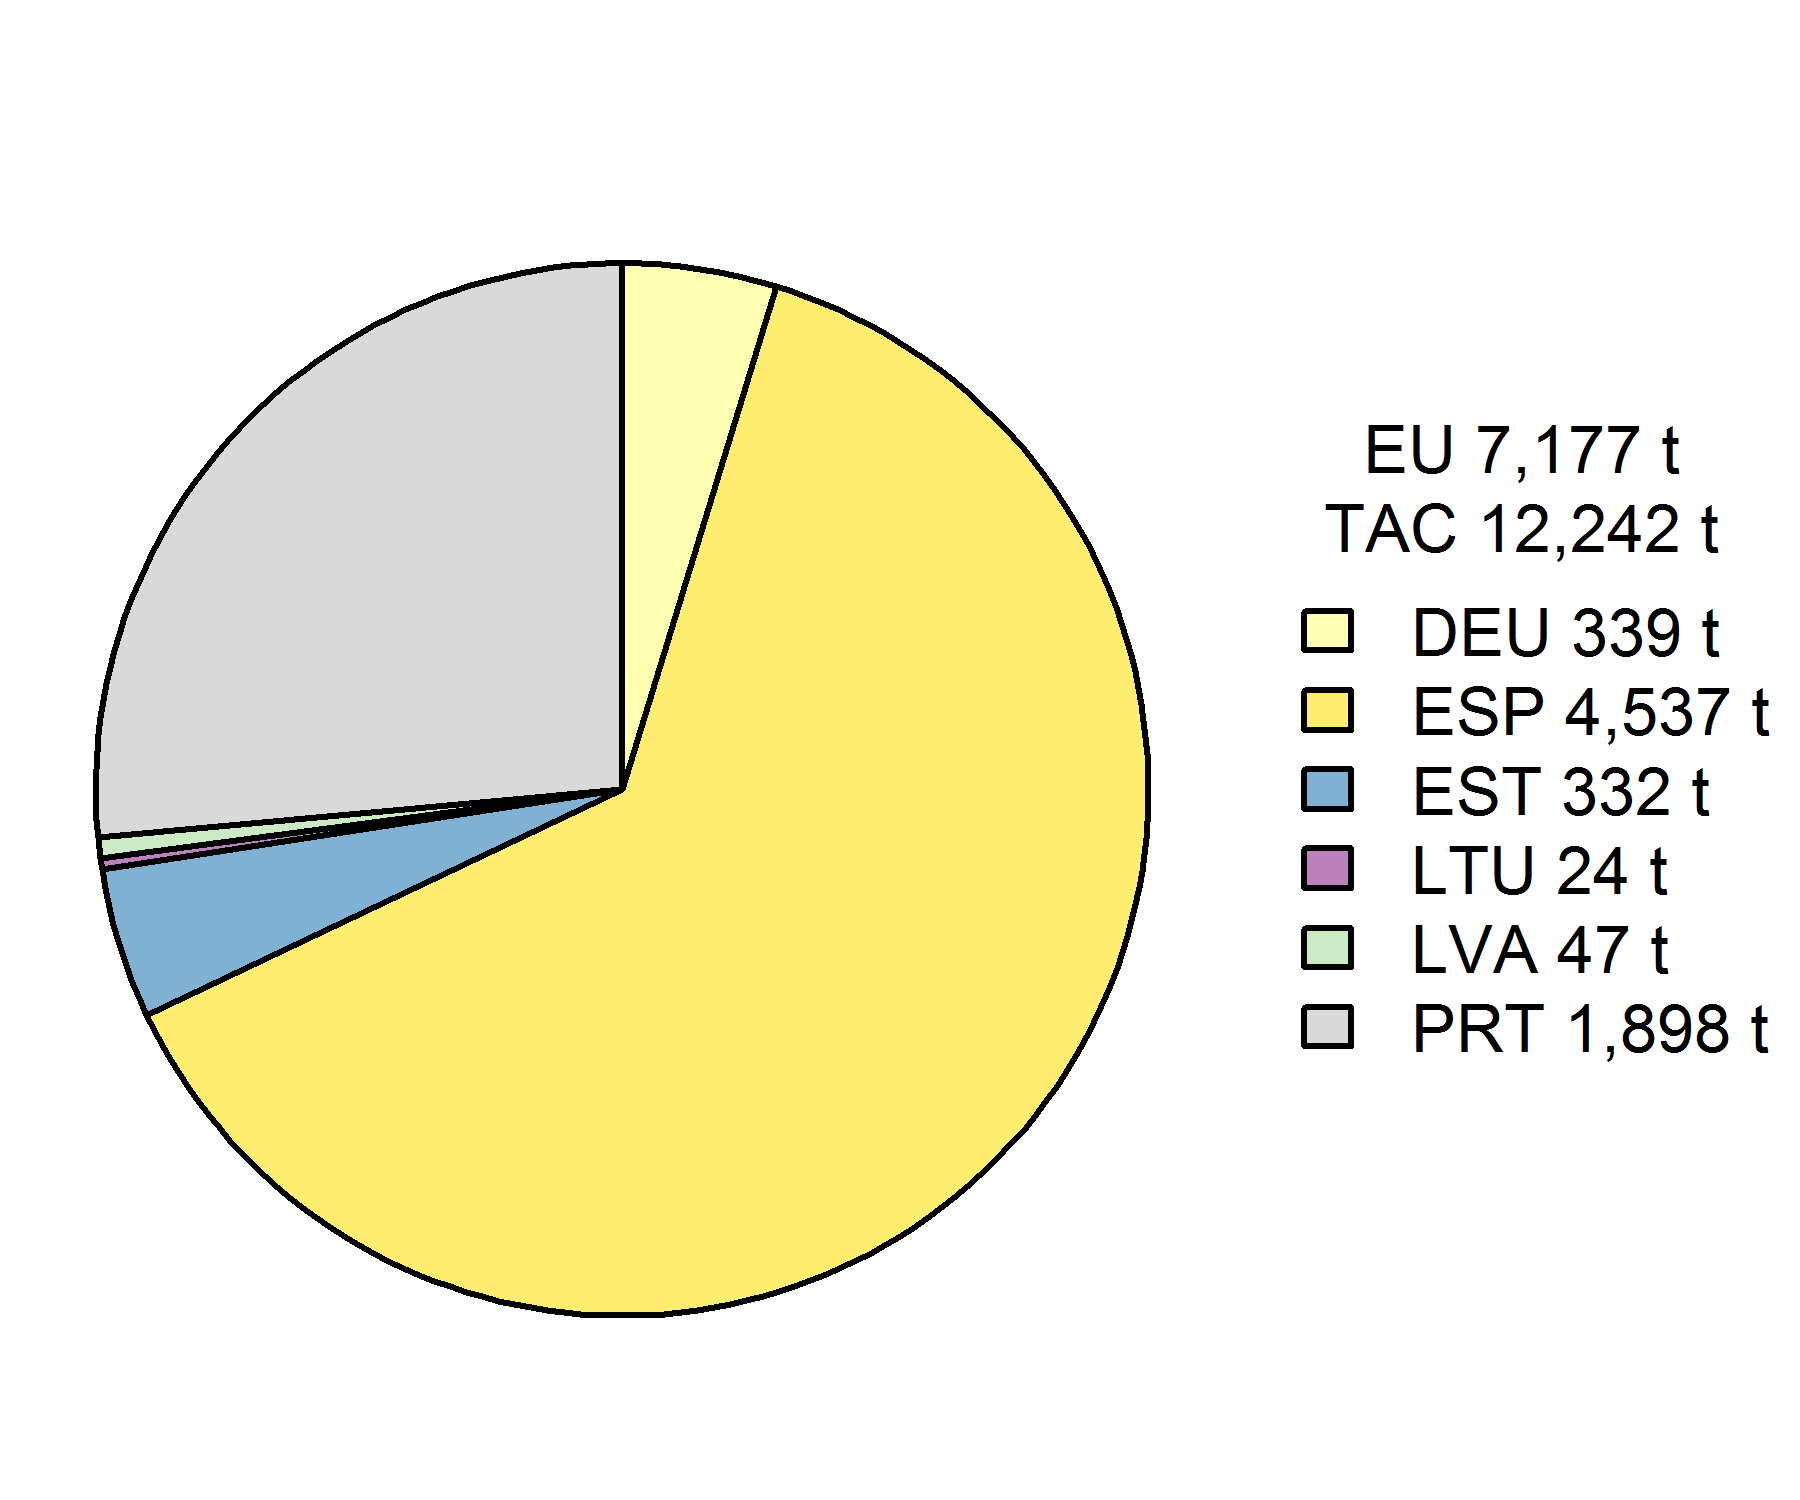 EU 7,177 t
TAC 12,242 t
DEU 339 t
ESP 4,537 t
EST 332 t
LTU 24 t
LVA 47 t
PRT 1,898 t